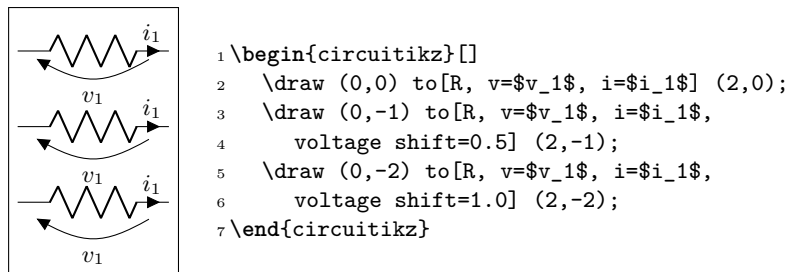 i₁
v₁
i₁
v₁
i₁
v₁
1 \begin{circuitikz}[]
2 \draw (0,0) to[R, v=$v_1$, i=$i_1$] (2,0);
3 \draw (0,-1) to[R, v=$v_1$, i=$i_1$,
4 voltage shift=0.5] (2,-1);
5 \draw (0,-2) to[R, v=$v_1$, i=$i_1$,
6 voltage shift=1.0] (2,-2);
7 \end{circuitikz}